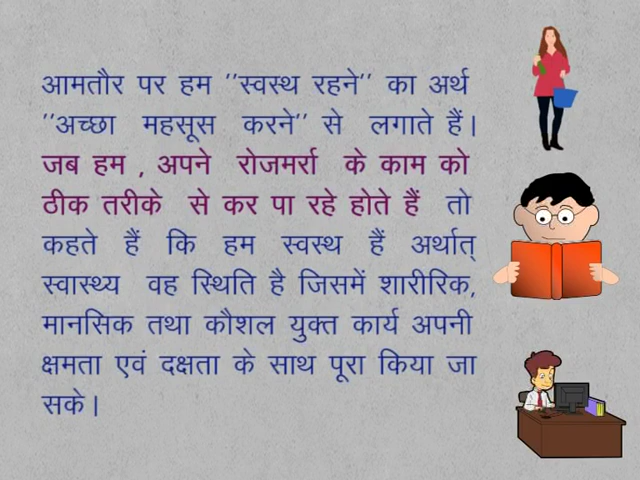 आमतौर पर हम ''स्वस्थ रहने'' का अर्थ
''अच्छा महसूस करने'' से लगाते हैं।
जब हम , अपने रोजमर्रा के काम को
ठीक तरीके से कर पा रहे होते हैं तो
कहते हैं कि हम स्वस्थ हैं अर्थात्
स्वास्थ्य वह स्थिति है जिसमें शारीरिक,
मानसिक तथा कौशल युक्त कार्य अपनी
क्षमता एवं दक्षता के साथ पूरा किया जा
सके।